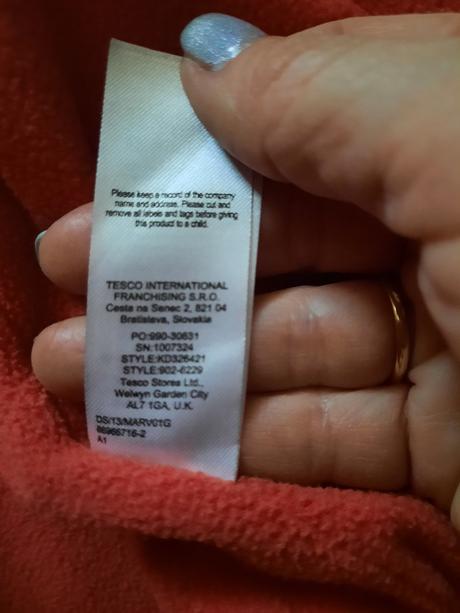 Please keep a record of the company
name and address. Please cut and
remove all labels and tags before giving
this product to a child.
TESCO INTERNATIONAL
FRANCHISING S.R.O.
Cesta na Senec 2, 821 04
Bratislava, Slovakia
PO:990-30631
SN:1007324
STYLE:KD326421
STYLE:902-6229
Tesco Stores Ltd.,
Welwyn Garden City
AL7 1GA, U.K.
DS/13/MARV01G
86965716-2
A1